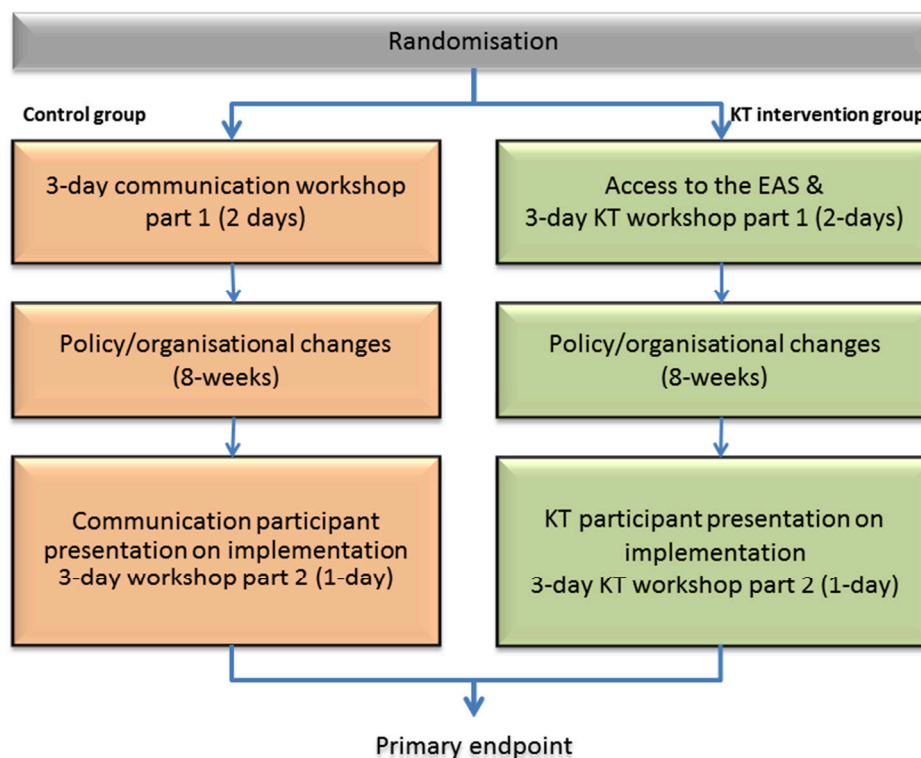 Randomisation
Control group
KT intervention group
3-day communication workshop
part 1 (2 days)
Access to the EAS &
3-day KT workshop part 1 (2-days)
Policy/organisational changes
(8-weeks)
Policy/organisational changes
(8-weeks)
Communication participant
presentation on implementation
3-day workshop part 2 (1-day)
KT participant presentation on
implementation
3-day KT workshop part 2 (1-day)
Primary endpoint